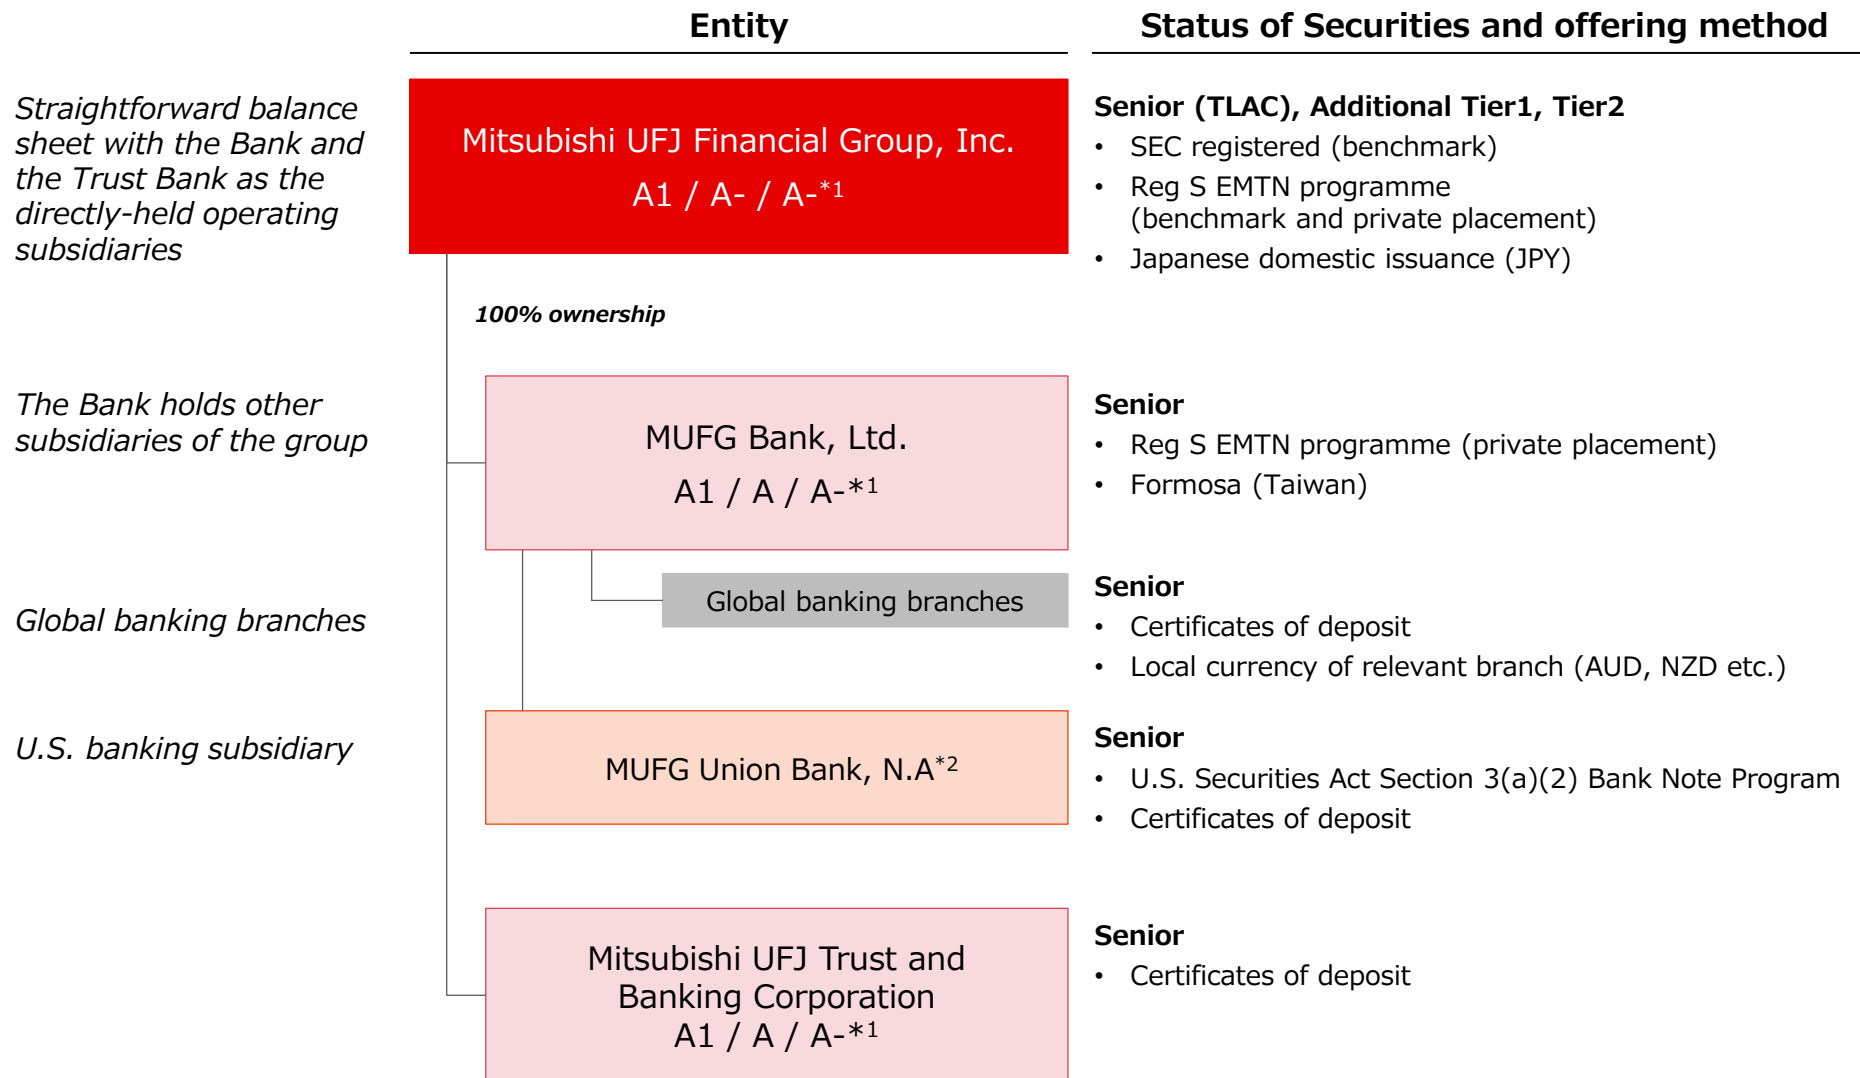 Entity
Status of Securities and offering method
Straightforward balance
sheet with the Bank and
the Trust Bank as the
directly-held operating
subsidiaries
Mitsubishi UFJ Financial Group, Inc.
A1 / A- / A-*1
Senior (TLAC), Additional Tier1, Tier2
• SEC registered (benchmark)
• Reg S EMTN programme
(benchmark and private placement)
• Japanese domestic issuance (JPY)
100% ownership
The Bank holds other
subsidiaries of the group
MUFG Bank, Ltd.
A1 / A / A-*1
Senior
• Reg S EMTN programme (private placement)
• Formosa (Taiwan)
Global banking branches
Global banking branches
Senior
• Certificates of deposit
• Local currency of relevant branch (AUD, NZD etc.)
U.S. banking subsidiary
MUFG Union Bank, N.A*2
Senior
• U.S. Securities Act Section 3(a)(2) Bank Note Program
• Certificates of deposit
Mitsubishi UFJ Trust and
Banking Corporation
A1 / A / A-*1
Senior
• Certificates of deposit